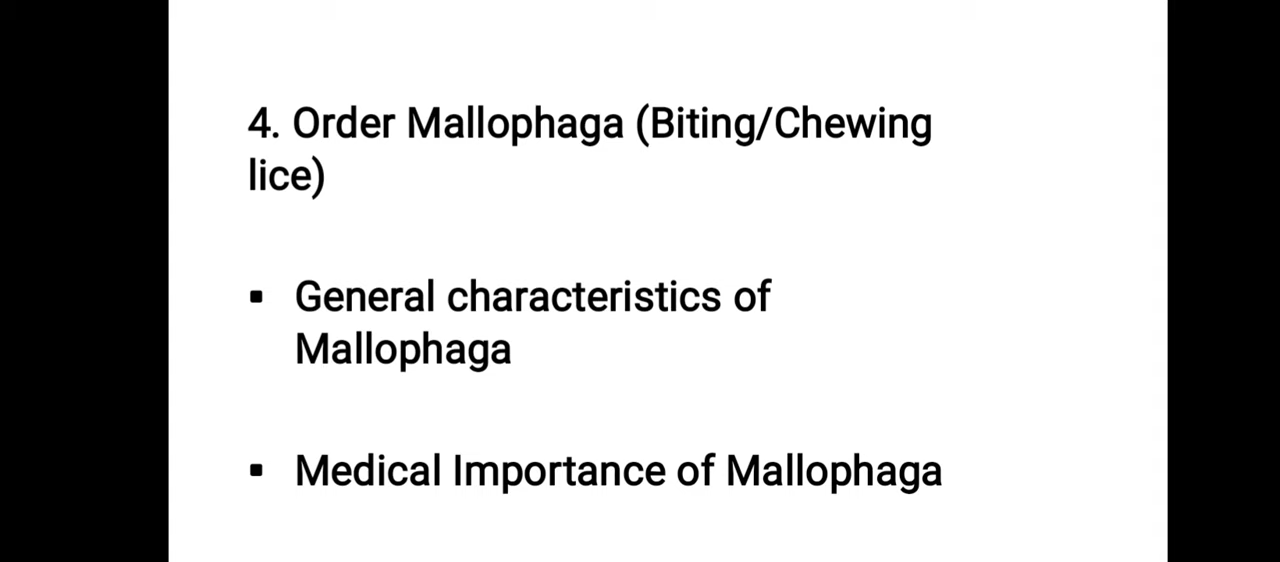 4. Order Mallophaga (Biting/Chewing
lice)
▪ General characteristics of
Mallophaga
▪ Medical Importance of Mallophaga